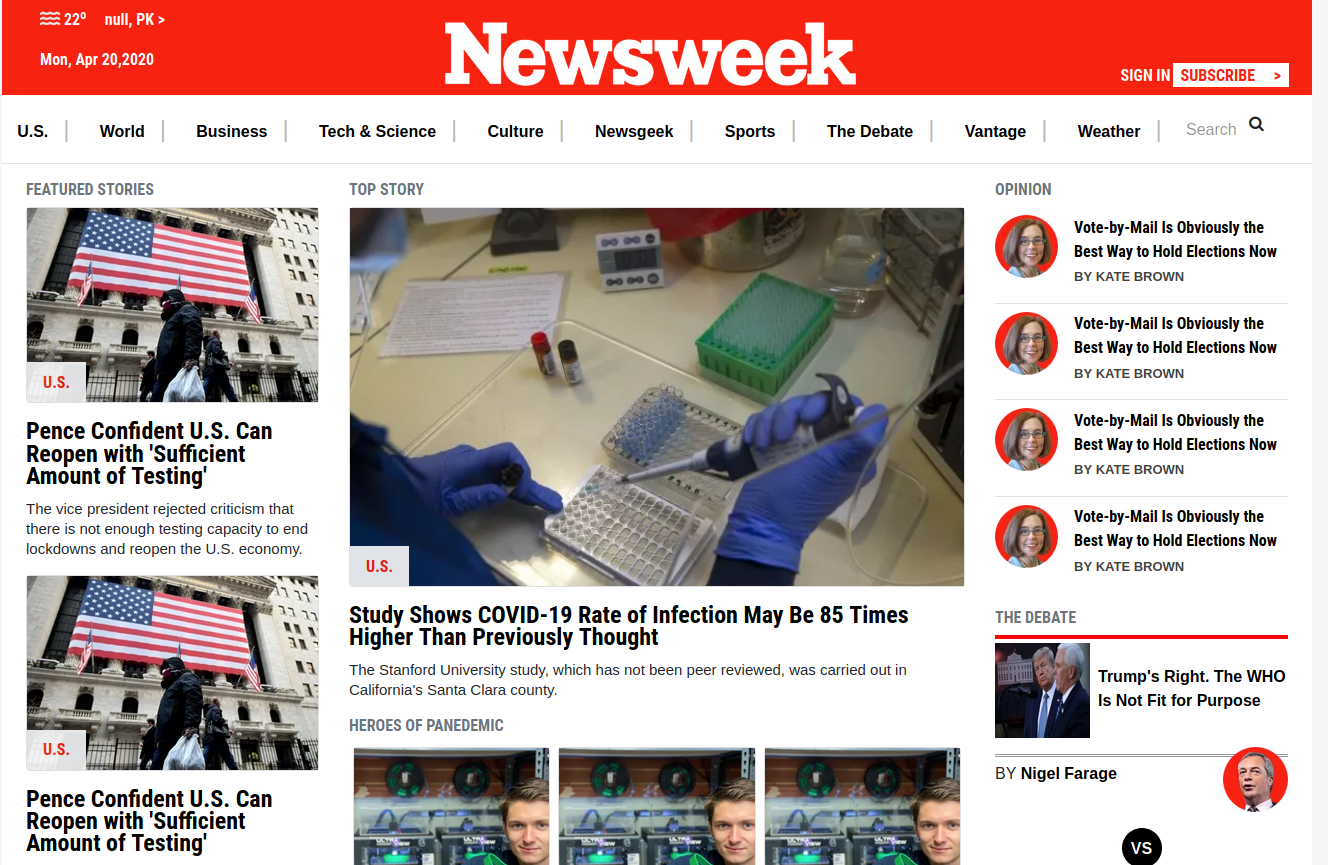 22º null, PK >
Mon, Apr 20,2020
Newsweek
SIGN IN SUBSCRIBE >
U.S. World Business Tech & Science Culture Newsgeek Sports The Debate Vantage Weather Search
FEATURED STORIES
U.S.
Pence Confident U.S. Can
Reopen with 'Sufficient
Amount of Testing'
The vice president rejected criticism that
there is not enough testing capacity to end
lockdowns and reopen the U.S. economy.
U.S.
Pence Confident U.S. Can
Reopen with 'Sufficient
Amount of Testing'
TOP STORY
U.S.
Study Shows COVID-19 Rate of Infection May Be 85 Times
Higher Than Previously Thought
The Stanford University study, which has not been peer reviewed, was carried out in
California's Santa Clara county.
HEROES OF PANEDEMIC
OPINION
Vote-by-Mail Is Obviously the
Best Way to Hold Elections Now
BY KATE BROWN
Vote-by-Mail Is Obviously the
Best Way to Hold Elections Now
BY KATE BROWN
Vote-by-Mail Is Obviously the
Best Way to Hold Elections Now
BY KATE BROWN
Vote-by-Mail Is Obviously the
Best Way to Hold Elections Now
BY KATE BROWN
THE DEBATE
Trump's Right. The WHO
Is Not Fit for Purpose
BY Nigel Farage
VS